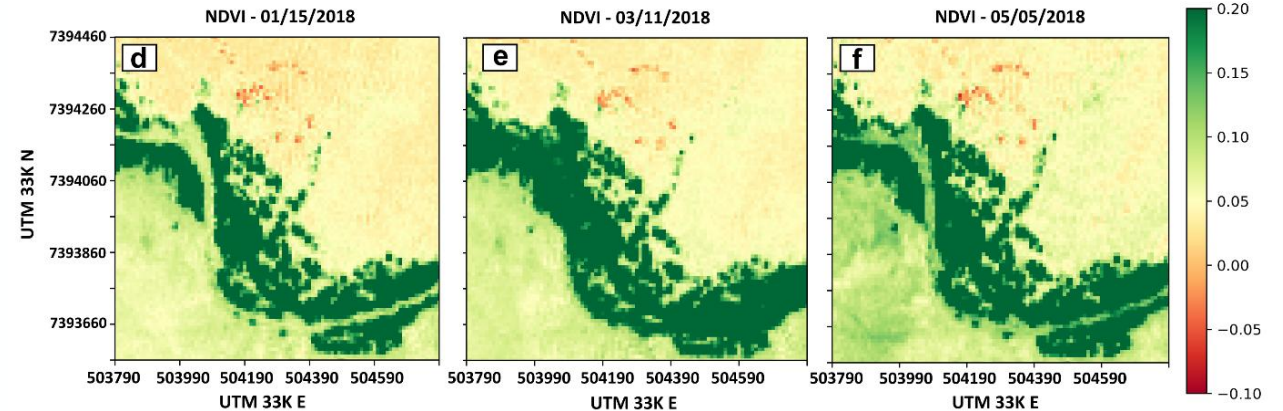 NDVI - 01/15/2018
NDVI - 03/11/2018
NDVI - 05/05/2018
d
e
f
UTM 33K N
7394460
7394260
7394060
7393860
7393660
503790 503990 504190 504390 504590
503790 503990 504190 504390 504590
503790 503990 504190 504390 504590
UTM 33K E
UTM 33K E
UTM 33K E
0.20
0.15
0.10
0.05
0.00
−0.05
−0.10